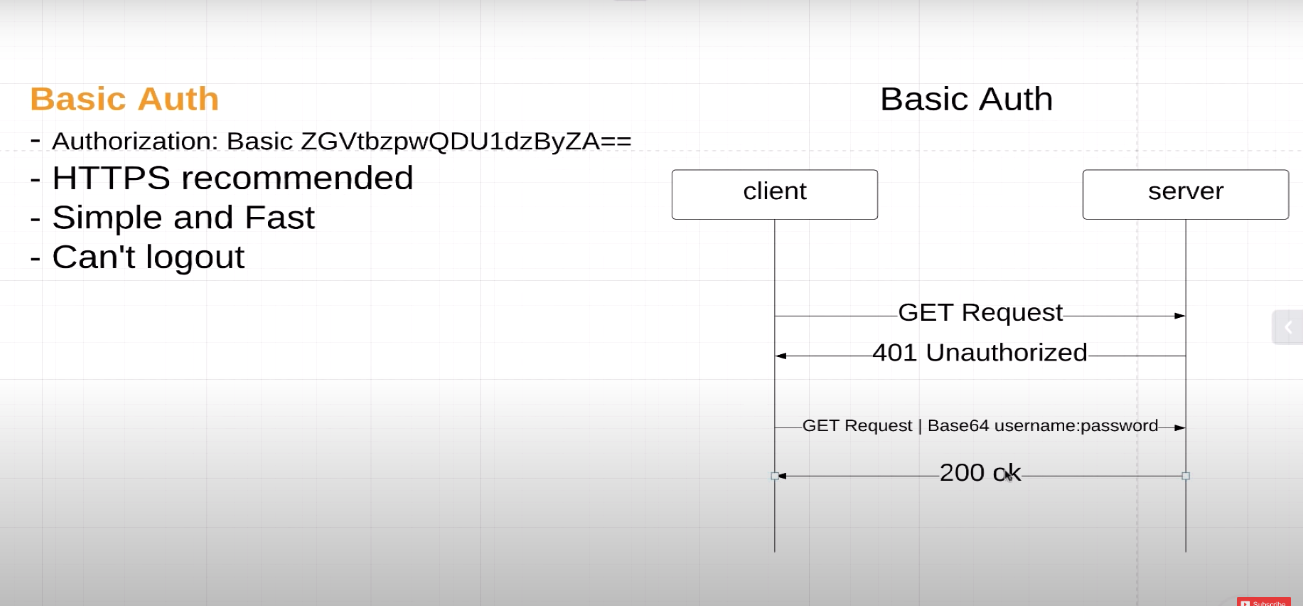 Basic Auth
- Authorization: Basic ZGVtbzpwQDU1dzByZA==
- HTTPS recommended
- Simple and Fast
- Can't logout
Basic Auth
client
server
GET Request
401 Unauthorized
GET Request | Base64 username:password
200 ok
Subscribe